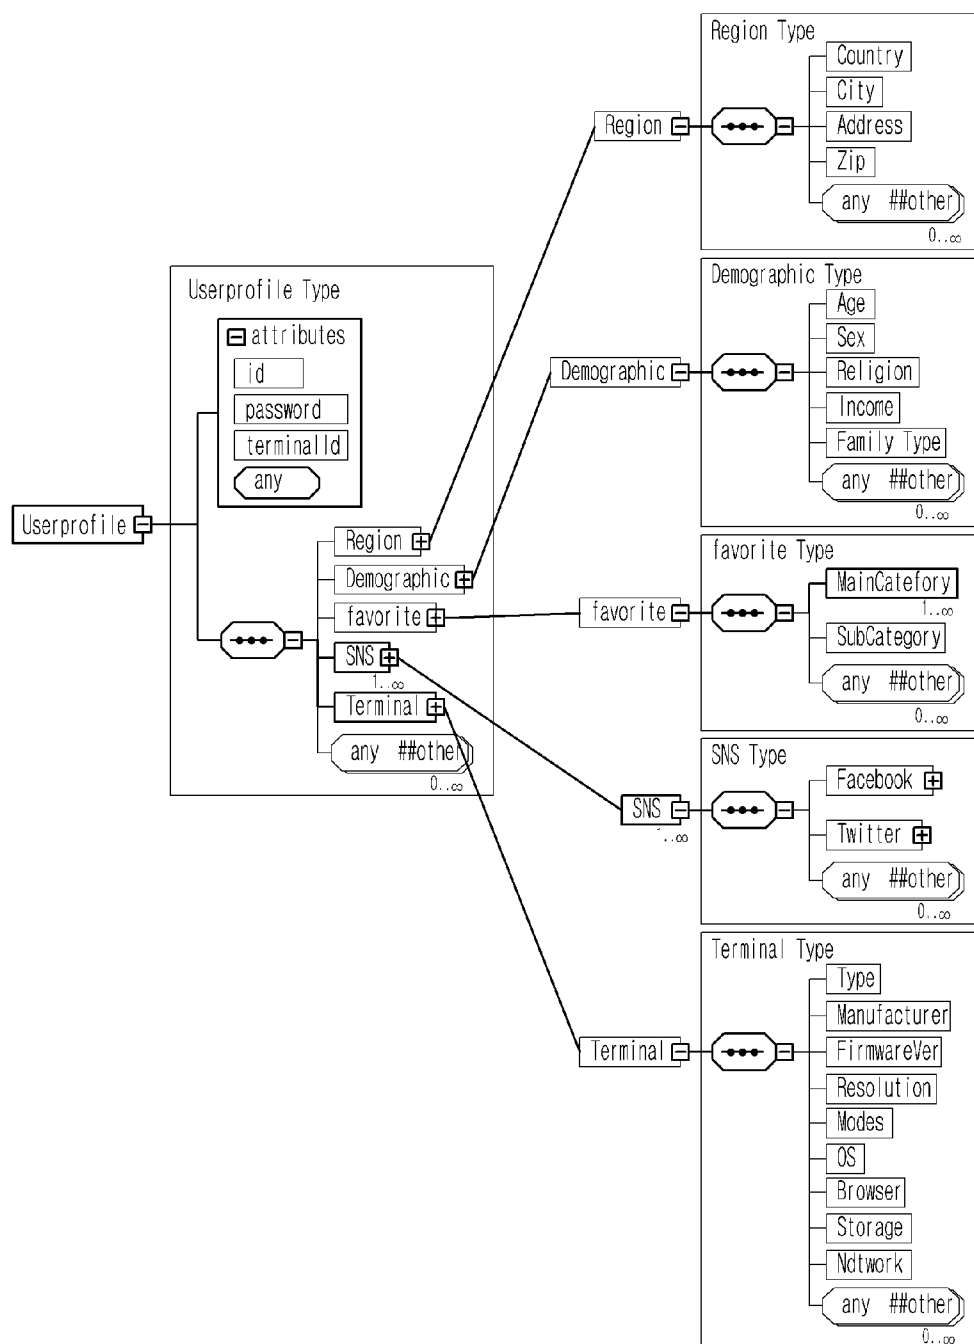 Userprofile
Userprofile Type
attributes
id
password
terminalId
any
Region
Demographic
favorite
SNS
1..∞
Terminal
any ##other
0..∞
Region
Region Type
Country
City
Address
Zip
any ##other
0..∞
Demographic
Demographic Type
Age
Sex
Religion
Income
Family Type
any ##other
0..∞
favorite
favorite Type
MainCatefory
1..∞
SubCategory
any ##other
0..∞
SNS
1..∞
SNS Type
Facebook
Twitter
any ##other
0..∞
Terminal
Terminal Type
Type
Manufacturer
FirmwareVer
Resolution
Modes
OS
Browser
Storage
Ndtwork
any ##other
0..∞